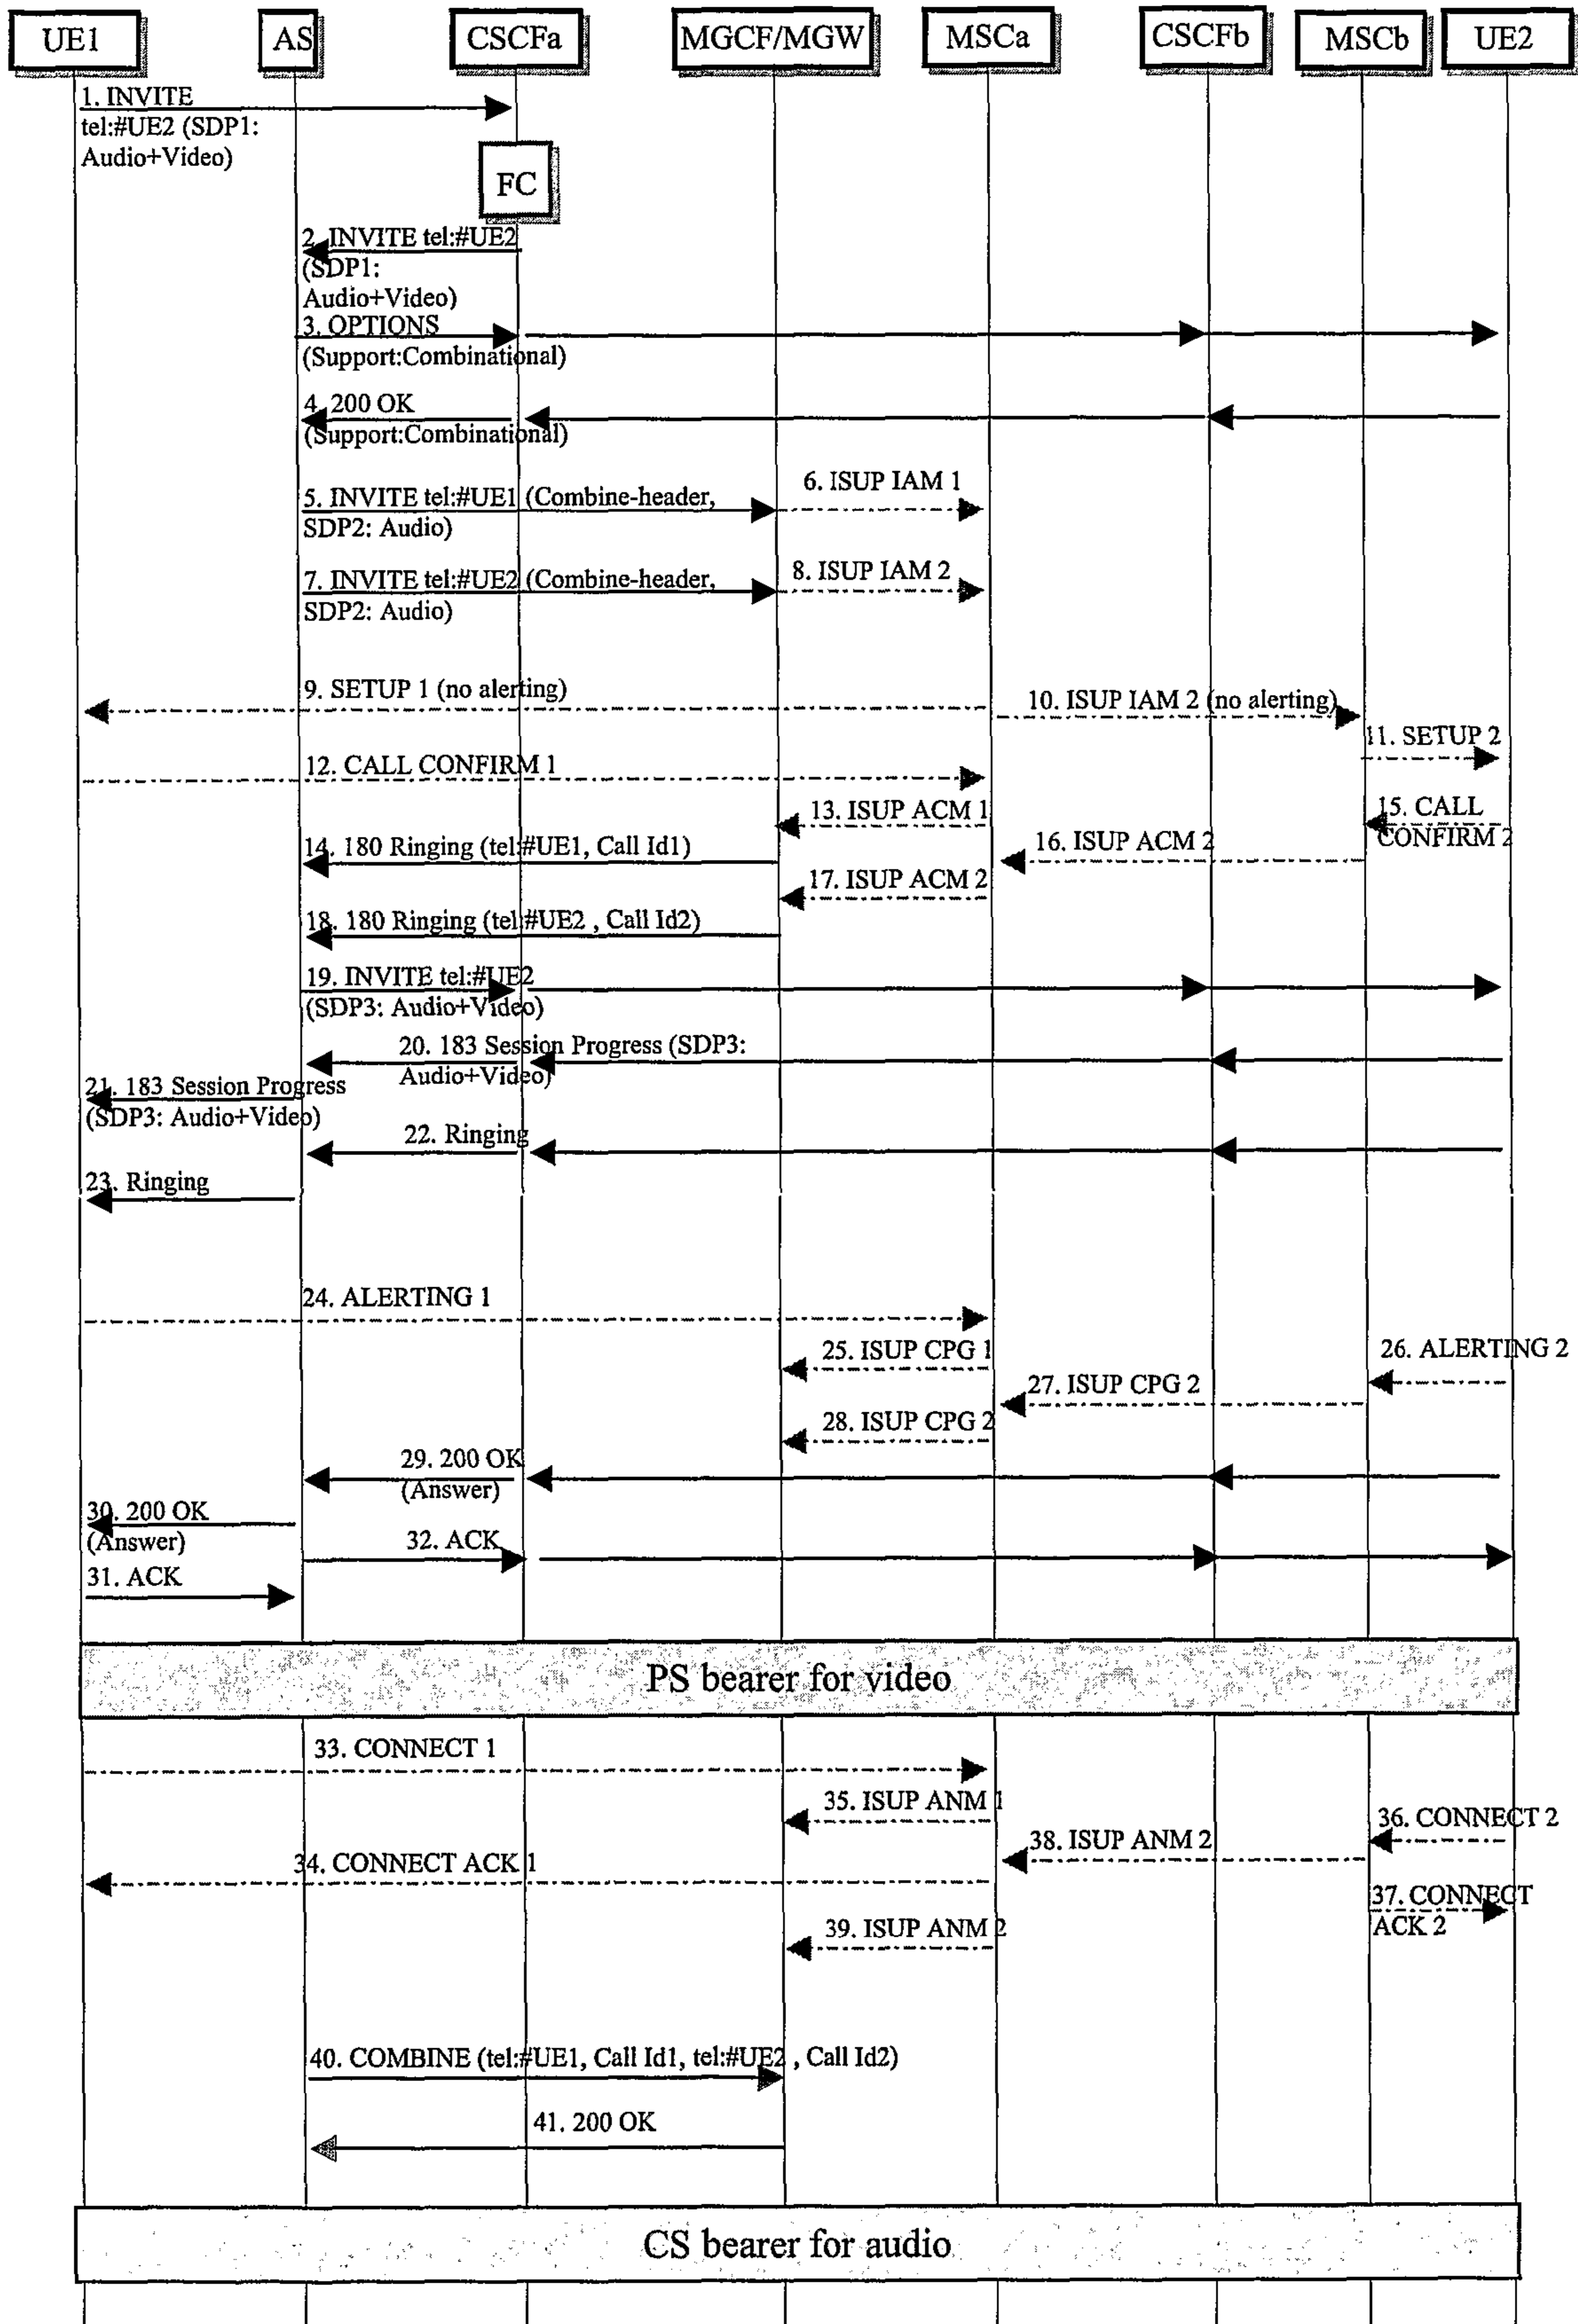 UE1
AS
CSCFa
MGCF/MGW
MSCa
CSCFb
MSCb
UE2
1. INVITE
tel:#UE2 (SDP1:
Audio+Video)
FC
2. INVITE tel:#UE2
(SDP1:
Audio+Video)
3. OPTIONS
(Support:Combinational)
4. 200 OK
(Support:Combinational)
5. INVITE tel:#UE1 (Combine-header,
SDP2: Audio)
6. ISUP IAM 1
7. INVITE tel:#UE2 (Combine-header,
SDP2: Audio)
8. ISUP IAM 2
9. SETUP 1 (no alerting)
10. ISUP IAM 2 (no alerting)
11. SETUP 2
12. CALL CONFIRM 1
13. ISUP ACM 1
15. CALL
CONFIRM 2
14. 180 Ringing (tel:#UE1, Call Id1)
16. ISUP ACM 2
17. ISUP ACM 2
18. 180 Ringing (tel:#UE2 , Call Id2)
19. INVITE tel:#UE2
(SDP3: Audio+Video)
20. 183 Session Progress (SDP3:
Audio+Video)
21. 183 Session Progress
(SDP3: Audio+Video)
22. Ringing
23. Ringing
24. ALERTING 1
25. ISUP CPG 1
26. ALERTING 2
27. ISUP CPG 2
28. ISUP CPG 2
29. 200 OK
(Answer)
30. 200 OK
(Answer)
32. ACK
31. ACK
PS bearer for video
33. CONNECT 1
35. ISUP ANM 1
36. CONNECT 2
38. ISUP ANM 2
34. CONNECT ACK 1
37. CONNECT
ACK 2
39. ISUP ANM 2
40. COMBINE (tel:#UE1, Call Id1, tel:#UE2 , Call Id2)
41. 200 OK
CS bearer for audio